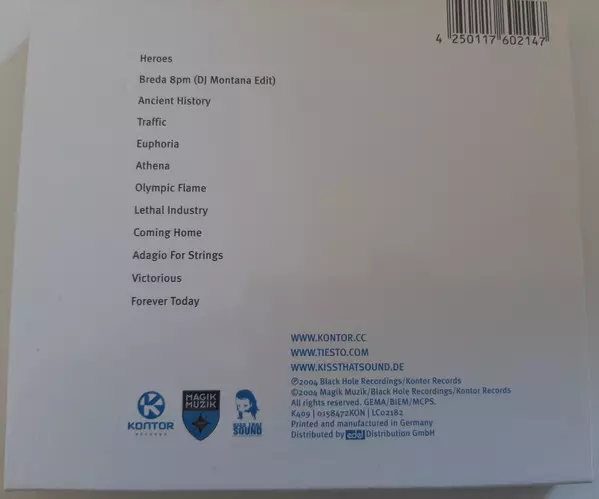 4 250117 602147
Heroes
Breda 8pm (DJ Montana Edit)
Ancient History
Traffic
Euphoria
Athena
Olympic Flame
Lethal Industry
Coming Home
Adagio For Strings
Victorious
Forever Today
WWW.KONTOR.CC
WWW.TIESTO.COM
WWW.KISSTHATSOUND.DE
℗2004 Black Hole Recordings/Kontor Records
©2004 Magik Muzik/Black Hole Recordings/Kontor Records
All rights reserved. GEMA/BIEM/MCPS.
K409 | 0158472KON | LC02182
Printed and manufactured in Germany
Distributed by edel Distribution GmbH
KONTOR
RECORDS
MAGIK
MUZIK
SOUND